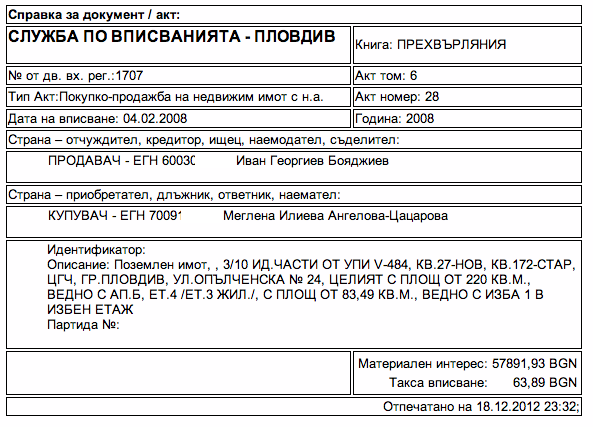 Справка за документ / акт:
СЛУЖБА ПО ВПИСВАНИЯТА - ПЛОВДИВ
Книга: ПРЕХВЪРЛЯНИЯ
№ от дв. вх. рег.:1707
Акт том: 6
Тип Акт:Покупко-продажба на недвижим имот с н.а.
Акт номер: 28
Дата на вписване: 04.02.2008
Година: 2008
Страна – отчуждител, кредитор, ищец, наемодател, съделител:
ПРОДАВАЧ - ЕГН 60030 Иван Георгиев Бояджиев
Страна – приобретател, длъжник, ответник, наемател:
КУПУВАЧ - ЕГН 70091 Меглена Илиева Ангелова-Цацарова
Идентификатор:
Описание: Поземлен имот, , 3/10 ИД.ЧАСТИ ОТ УПИ V-484, КВ.27-НОВ, КВ.172-СТАР,
ЦГЧ, ГР.ПЛОВДИВ, УЛ.ОПЪЛЧЕНСКА № 24, ЦЕЛИЯТ С ПЛОЩ ОТ 220 КВ.М.,
ВЕДНО С АП.Б, ЕТ.4 /ЕТ.3 ЖИЛ./, С ПЛОЩ ОТ 83,49 КВ.М., ВЕДНО С ИЗБА 1 В
ИЗБЕН ЕТАЖ
Партида №:
Материален интерес: 57891,93 BGN
Такса вписване: 63,89 BGN
Отпечатано на 18.12.2012 23:32;